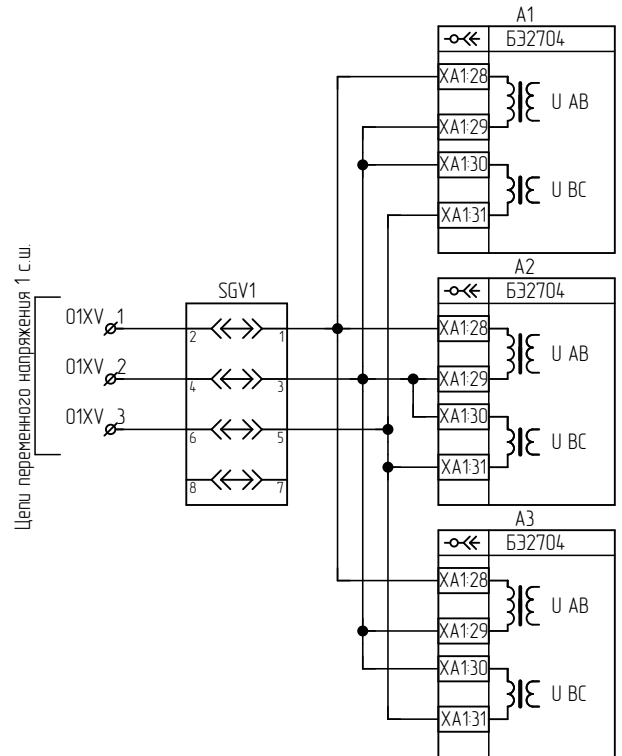 A1
БЭ2704
XA1:28
U AB
XA1:29
XA1:30
U BC
XA1:31
A2
БЭ2704
XA1:28
U AB
XA1:29
XA1:30
U BC
XA1:31
A3
БЭ2704
XA1:28
U AB
XA1:29
XA1:30
U BC
XA1:31
Цепи переменного напряжения 1 с.ш.
SGV1
01XV 1
2 1
01XV 2
4 3
01XV 3
6 5
8 7